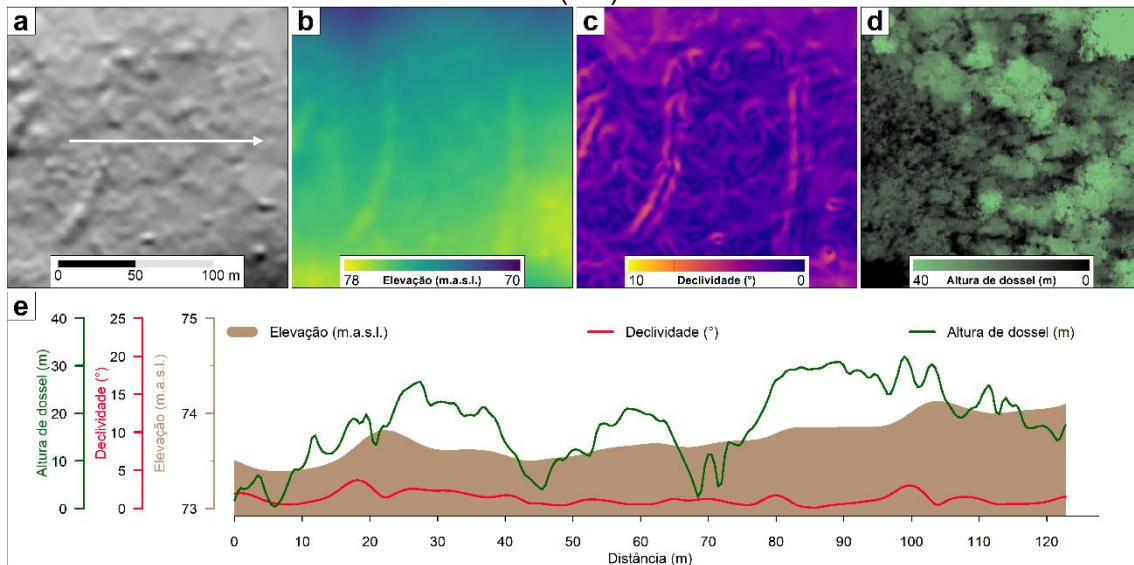 a
b
c
d
0 50 100 m
78 Elevação (m.a.s.l.) 70
10 Declividade (°) 0
40 Altura de dossel (m) 0
e
Elevação (m.a.s.l.)
Declividade (°)
Altura de dossel (m)
Altura de dossel (m)
40
30
20
10
0
Declividade (°)
25
20
15
10
5
0
Elevação (m.a.s.l.)
75
74
73
0 10 20 30 40 50 60 70 80 90 100 110 120
Distância (m)